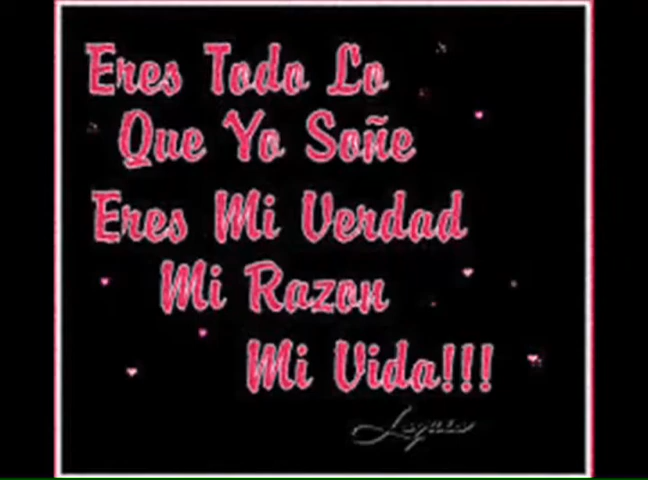 Eres Todo Lo
Que Yo Soñe
Eres Mi Verdad
Mi Razon
Mi Vida!!!